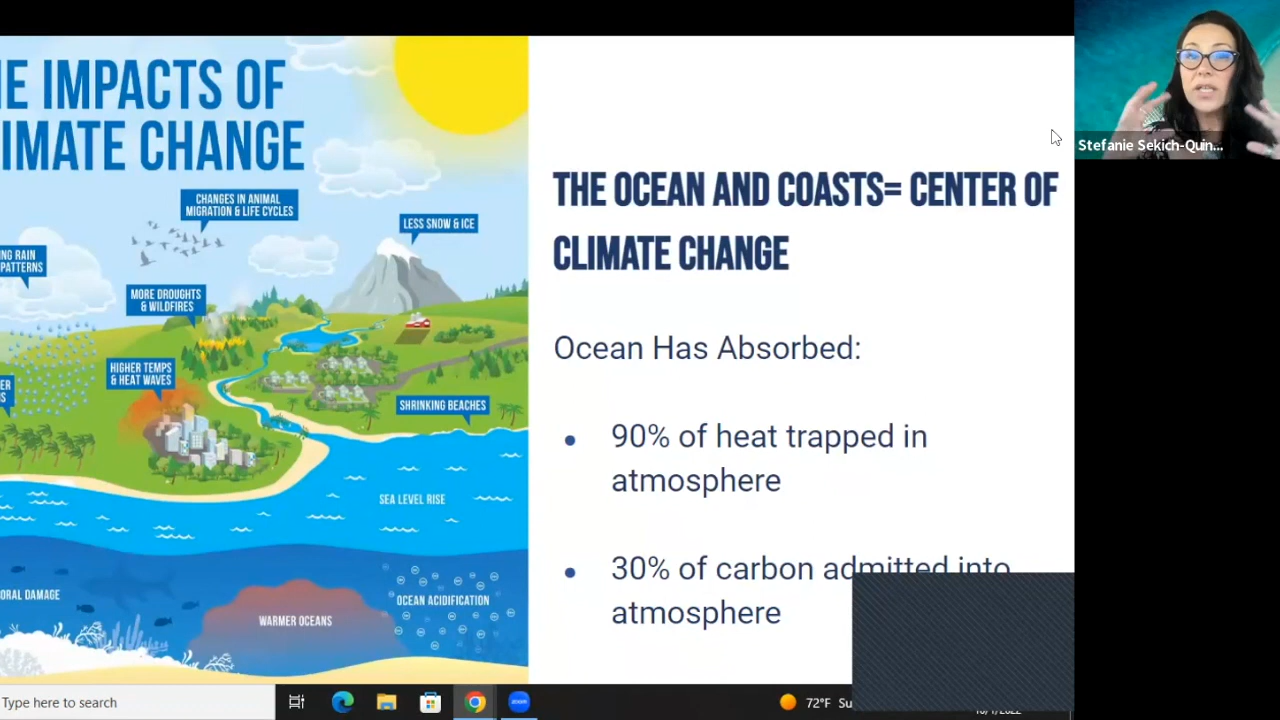 E IMPACTS OF
IMATE CHANGE
CHANGES IN ANIMAL
MIGRATION & LIFE CYCLES
LESS SNOW & ICE
NG RAIN
PATTERNS
MORE DROUGHTS
& WILDFIRES
HIGHER TEMPS
& HEAT WAVES
ER
S
SHRINKING BEACHES
SEA LEVEL RISE
ORAL DAMAGE
WARMER OCEANS
OCEAN ACIDIFICATION
THE OCEAN AND COASTS= CENTER OF
CLIMATE CHANGE
Ocean Has Absorbed:
• 90% of heat trapped in
atmosphere
• 30% of carbon admitted into
atmosphere
Stefanie Sekich-Quin...
Type here to search
zoom
72°F Su